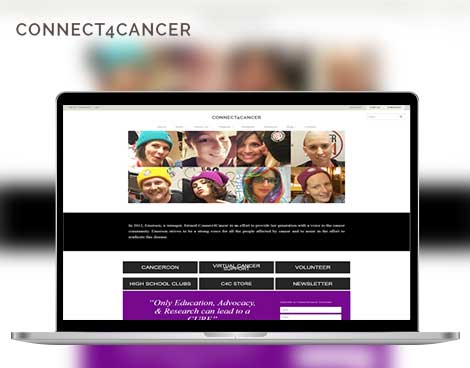 CONNECT4CANCER
CONNECT4CANCER
In 2012, Emerson, a teenager, formed Connect4Cancer in an effort to provide her generation with a voice in the cancer
community. Emerson strives to be a strong voice for all the people affected by cancer and to assist in the effort to
eradicate this disease.
CANCERCON
VIRTUAL CANCER
SUPPORT
VOLUNTEER
HIGH SCHOOL CLUBS
C4C STORE
NEWSLETTER
"Only Education, Advocacy,
& Research can lead to a
CURE"